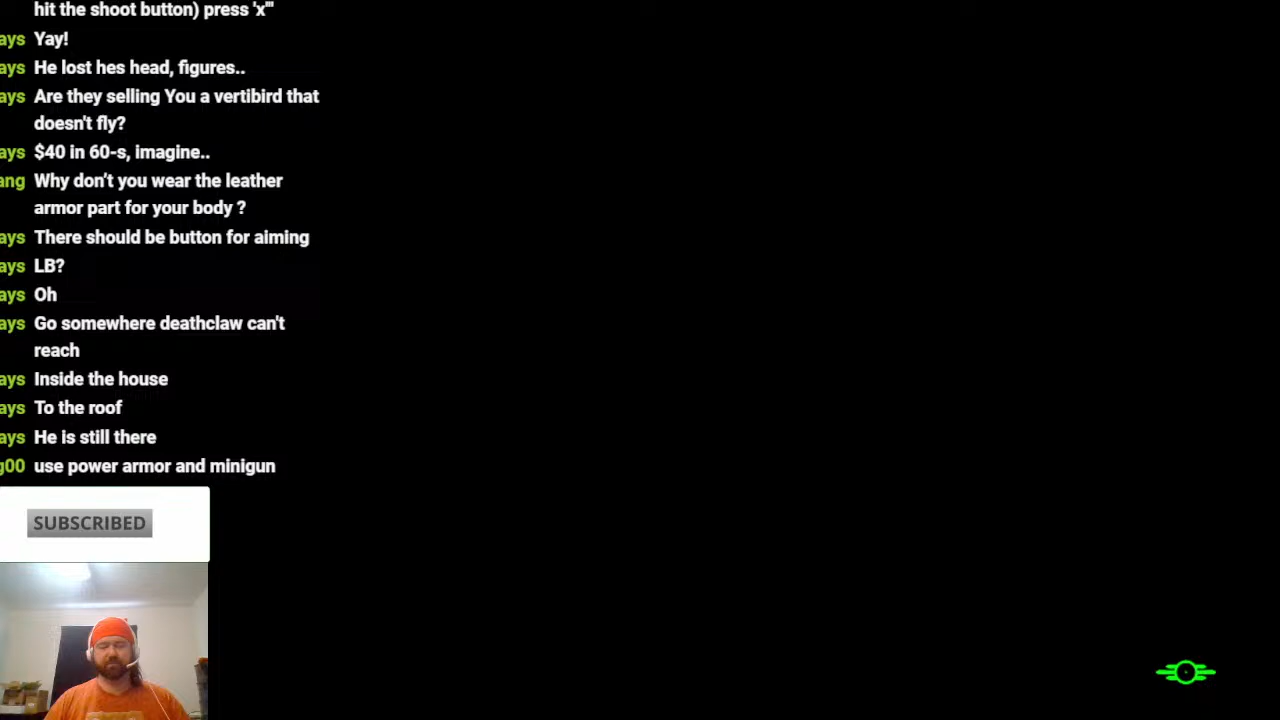 hit the shoot button) press 'x'"
ays Yay!
ays He lost hes head, figures..
ays Are they selling You a vertibird that
doesn't fly?
ays $40 in 60-s, imagine..
ang Why don't you wear the leather
armor part for your body ?
ays There should be button for aiming
ays LB?
ays Oh
ays Go somewhere deathclaw can't
reach
ays Inside the house
ays To the roof
ays He is still there
g00 use power armor and minigun
SUBSCRIBED